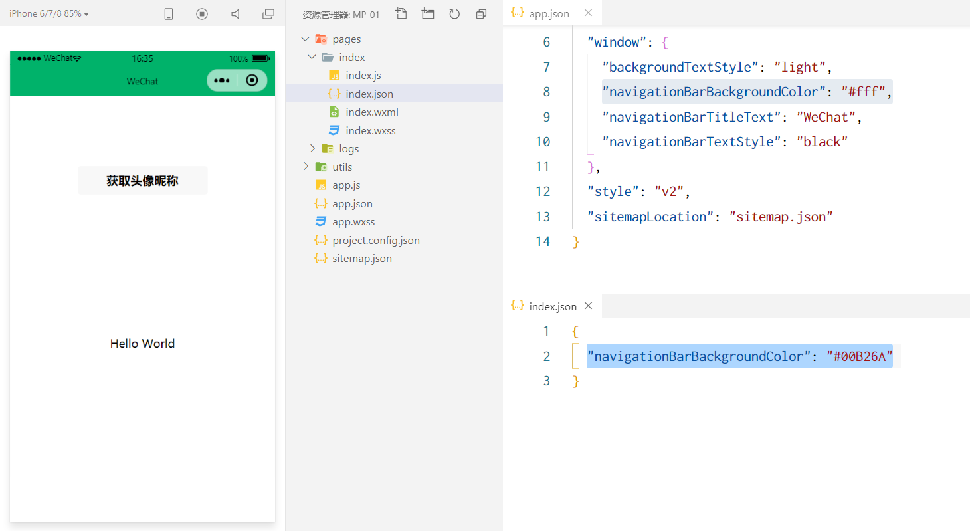 iPhone 6/7/8 85%
WeChat
16:35
100%
WeChat
获取头像昵称
Hello World
资源管理器: MP-01
pages
index
index.js
index.json
index.wxml
index.wxss
logs
utils
app.js
app.json
app.wxss
project.config.json
sitemap.json
app.json
6 "window": {
7 "backgroundTextStyle": "light",
8 "navigationBarBackgroundColor": "#fff",
9 "navigationBarTitleText": "WeChat",
10 "navigationBarTextStyle": "black"
11 },
12 "style": "v2",
13 "sitemapLocation": "sitemap.json"
14 }
index.json
1 {
2 "navigationBarBackgroundColor": "#00B26A"
3 }